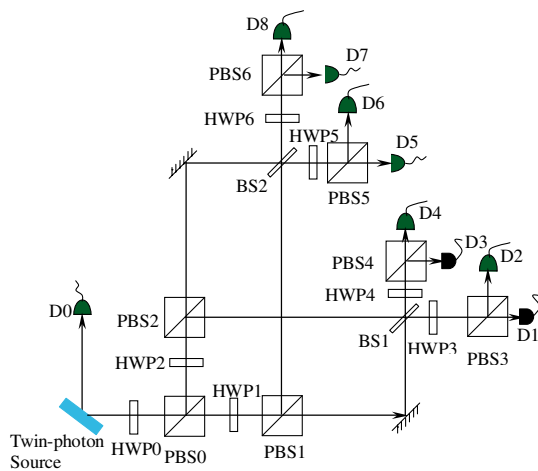 D8
D7
PBS6
D6
HWP6
HWP5
D5
BS2
PBS5
D4
D3
D2
PBS4
D0
HWP4
PBS2
BS1
D1
HWP3
PBS3
HWP2
HWP1
Twin-photon
Source
HWP0
PBS0
PBS1